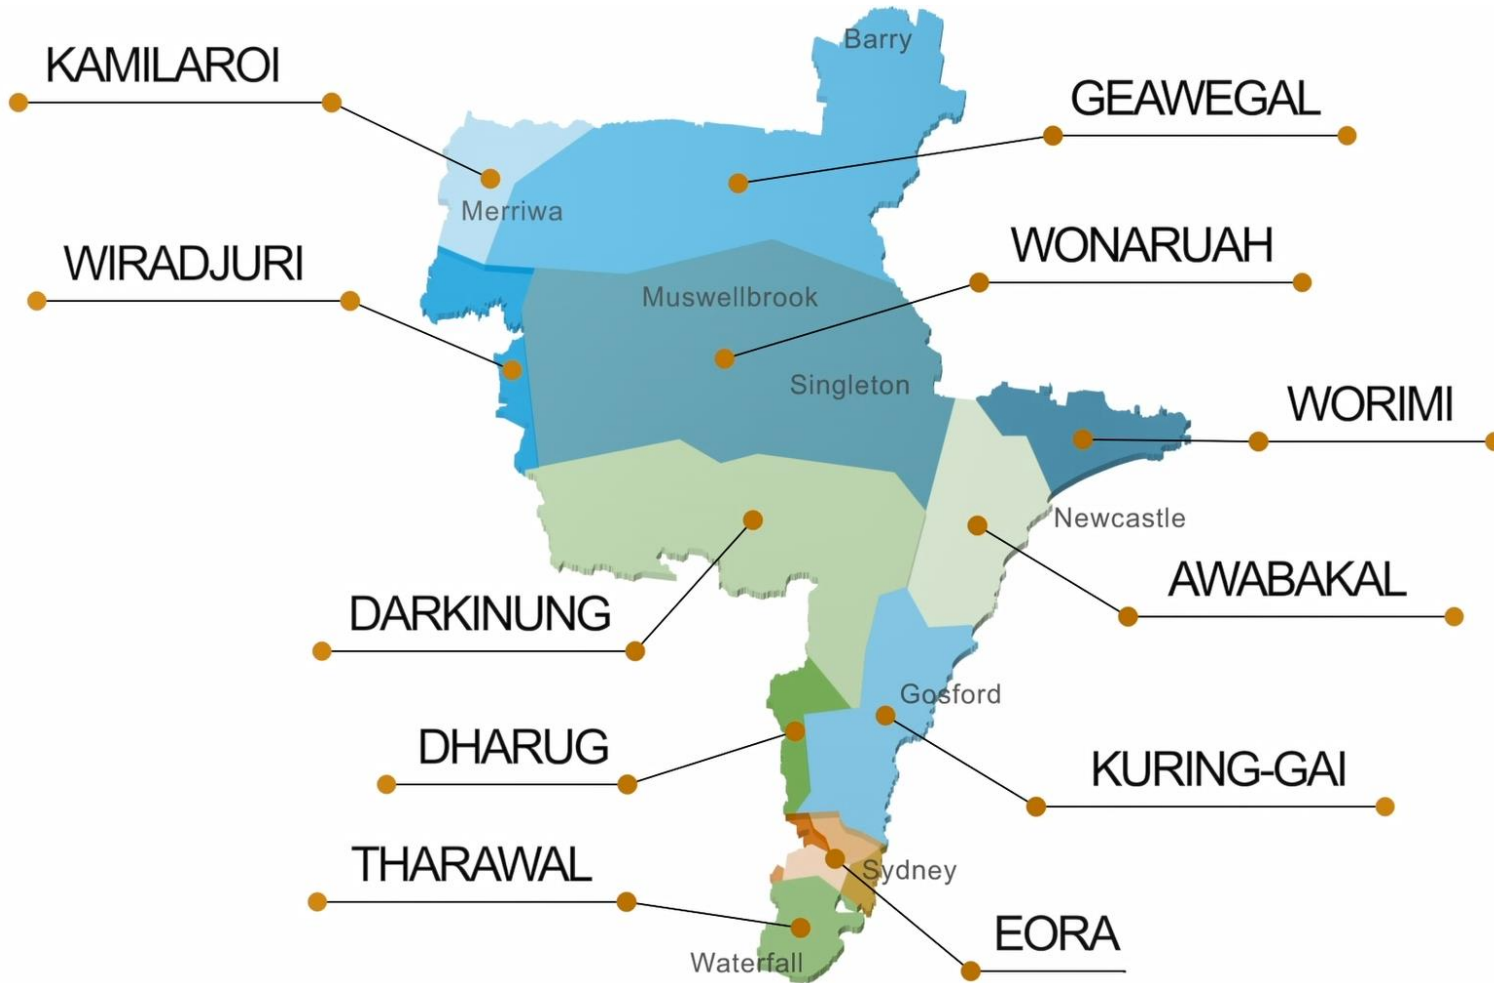 Barry
KAMILAROI
GEAWEGAL
Merriwa
WONARUAH
WIRADJURI
Muswellbrook
Singleton
WORIMI
Newcastle
AWABAKAL
DARKINUNG
Gosford
DHARUG
KURING-GAI
THARAWAL
Sydney
EORA
Waterfall